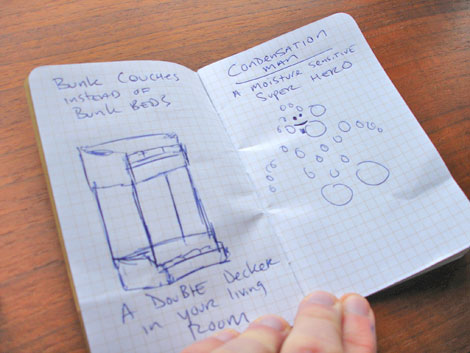 Bunk Couches
instead of
Bunk Beds
A Double Decker
in your living
Room
Condensation
Man
A moisture sensitive
Super Hero